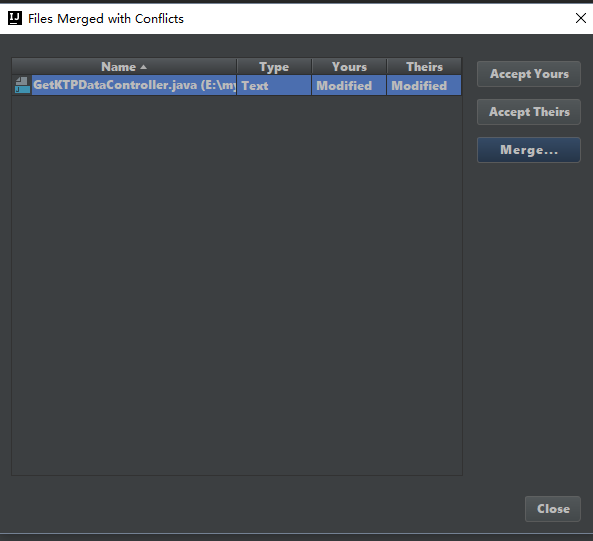 IJ Files Merged with Conflicts
Name Type Yours Theirs
GetKTPDataController.java (E:\my Text Modified Modified
Accept Yours
Accept Theirs
Merge...
Close